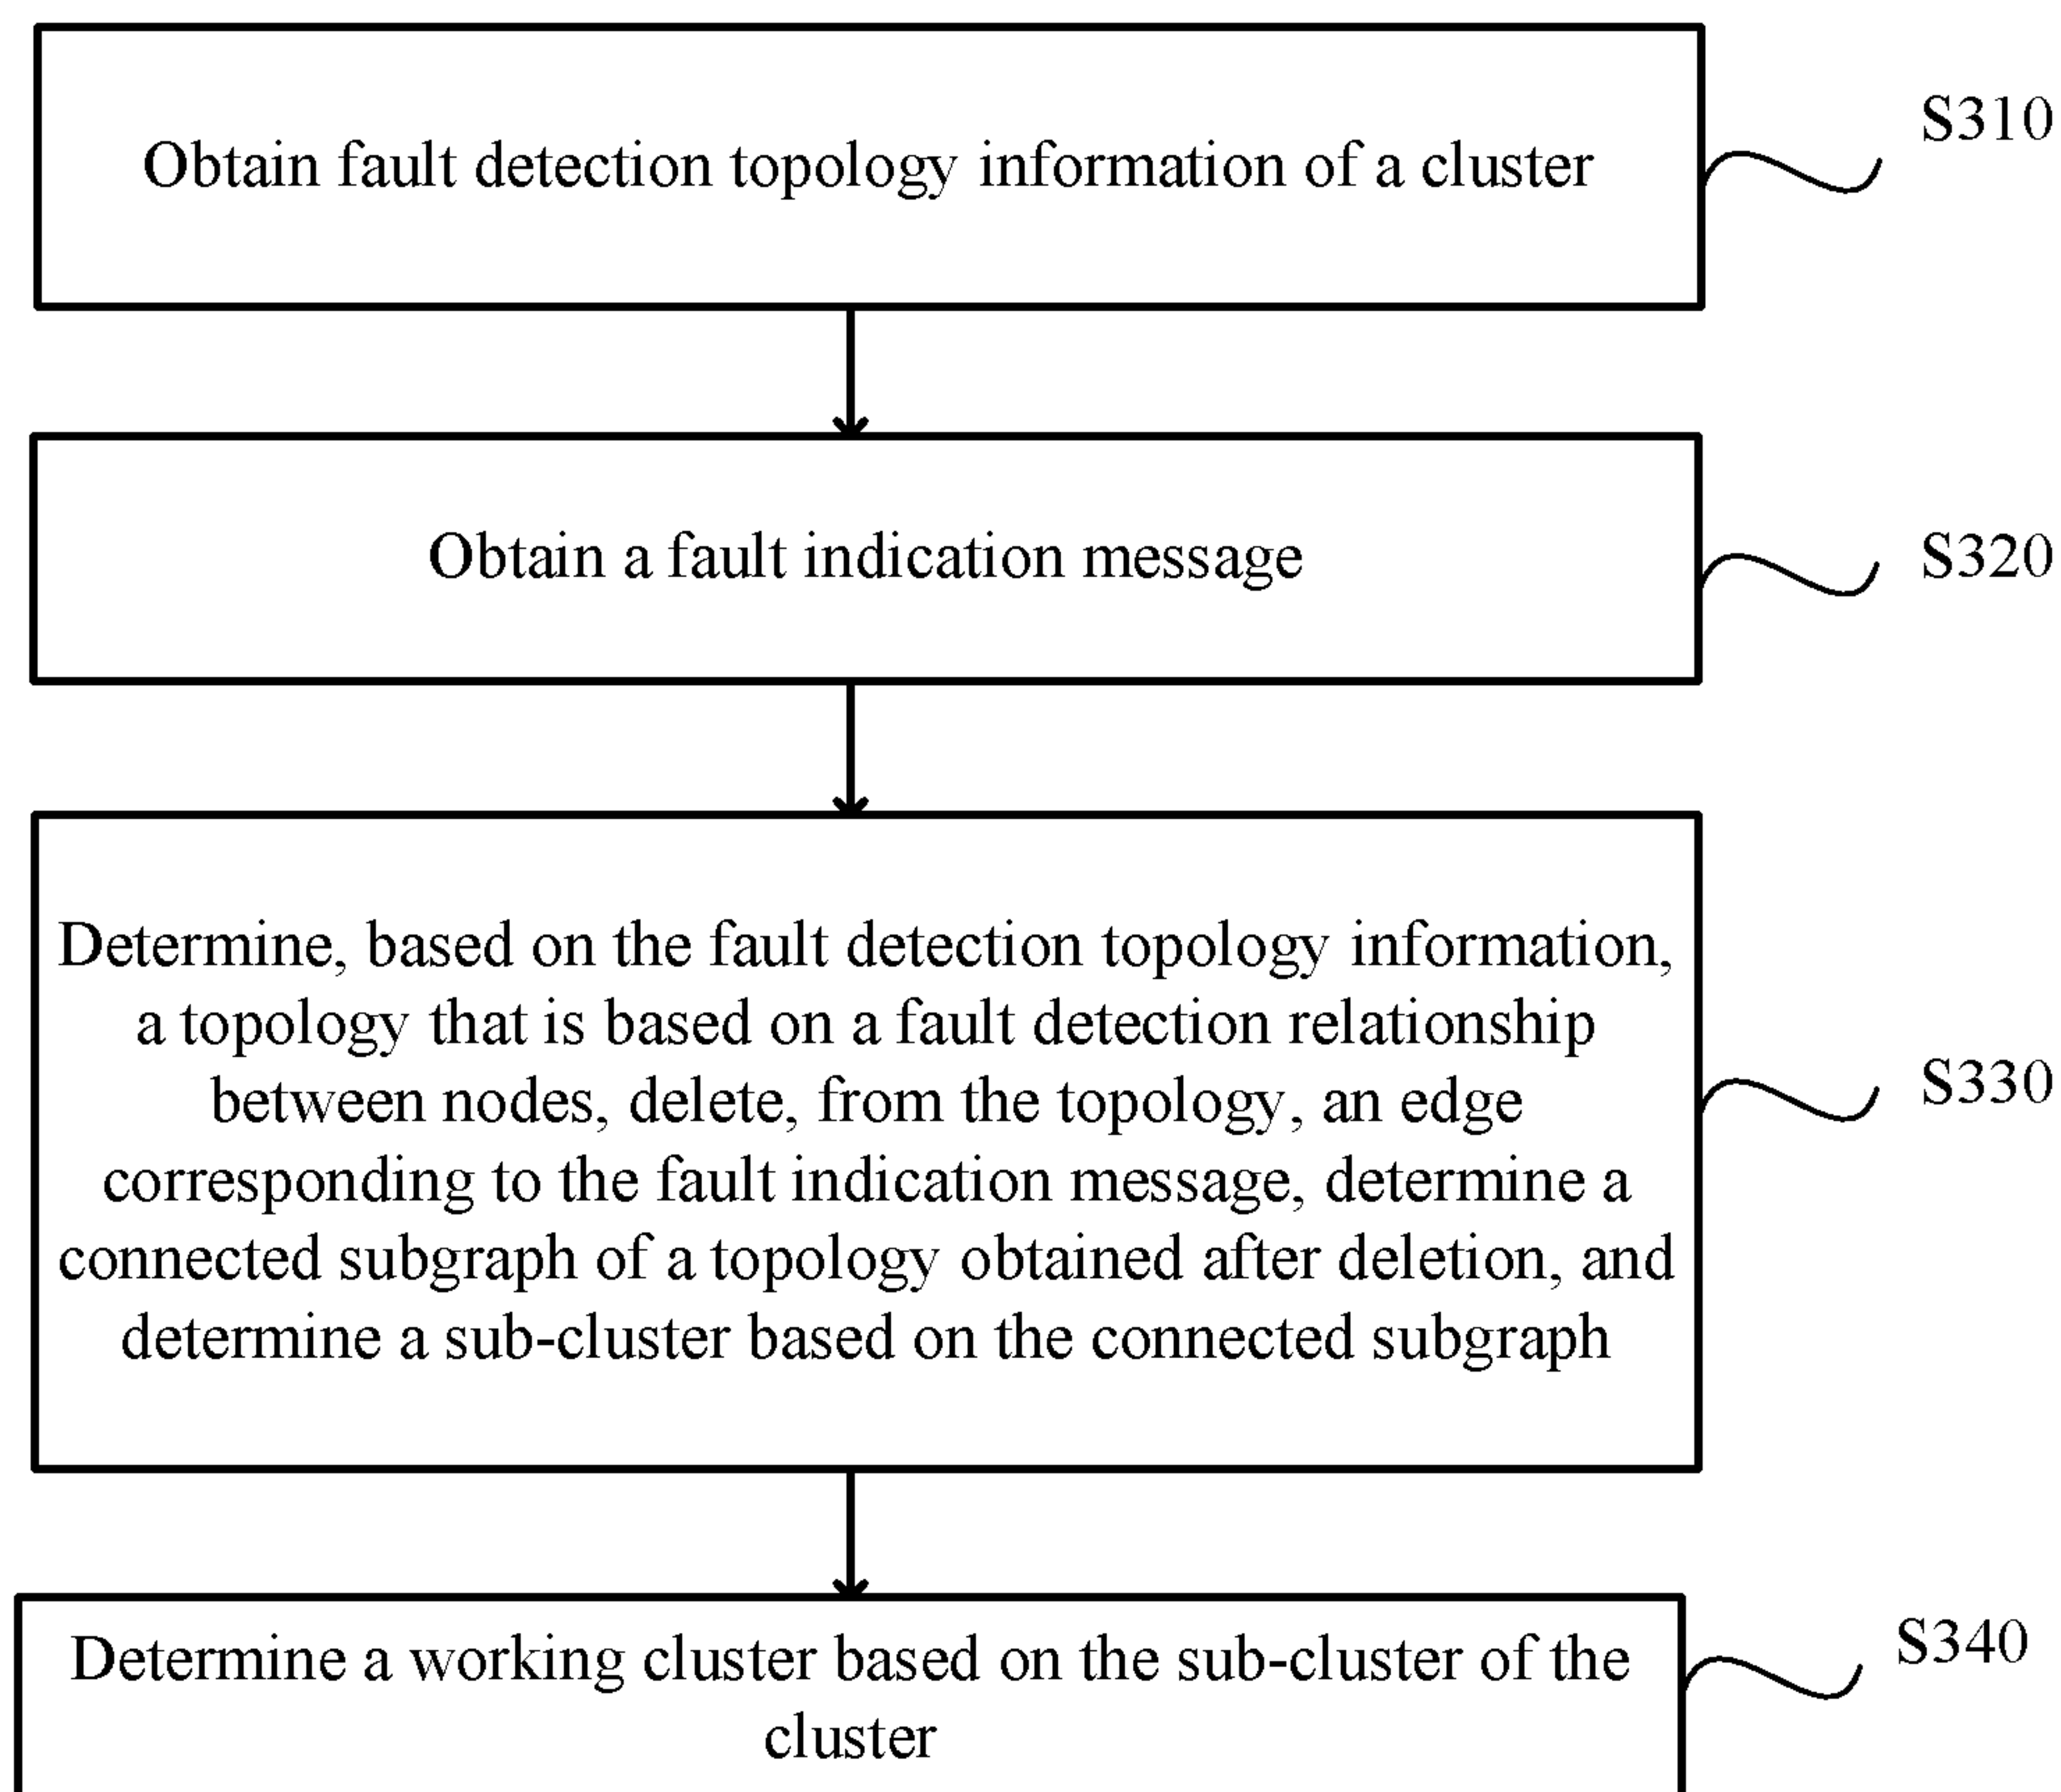 Obtain fault detection topology information of a cluster
S310
Obtain a fault indication message
S320
Determine, based on the fault detection topology information,
a topology that is based on a fault detection relationship
between nodes, delete, from the topology, an edge
corresponding to the fault indication message, determine a
connected subgraph of a topology obtained after deletion, and
determine a sub-cluster based on the connected subgraph
S330
Determine a working cluster based on the sub-cluster of the
cluster
S340